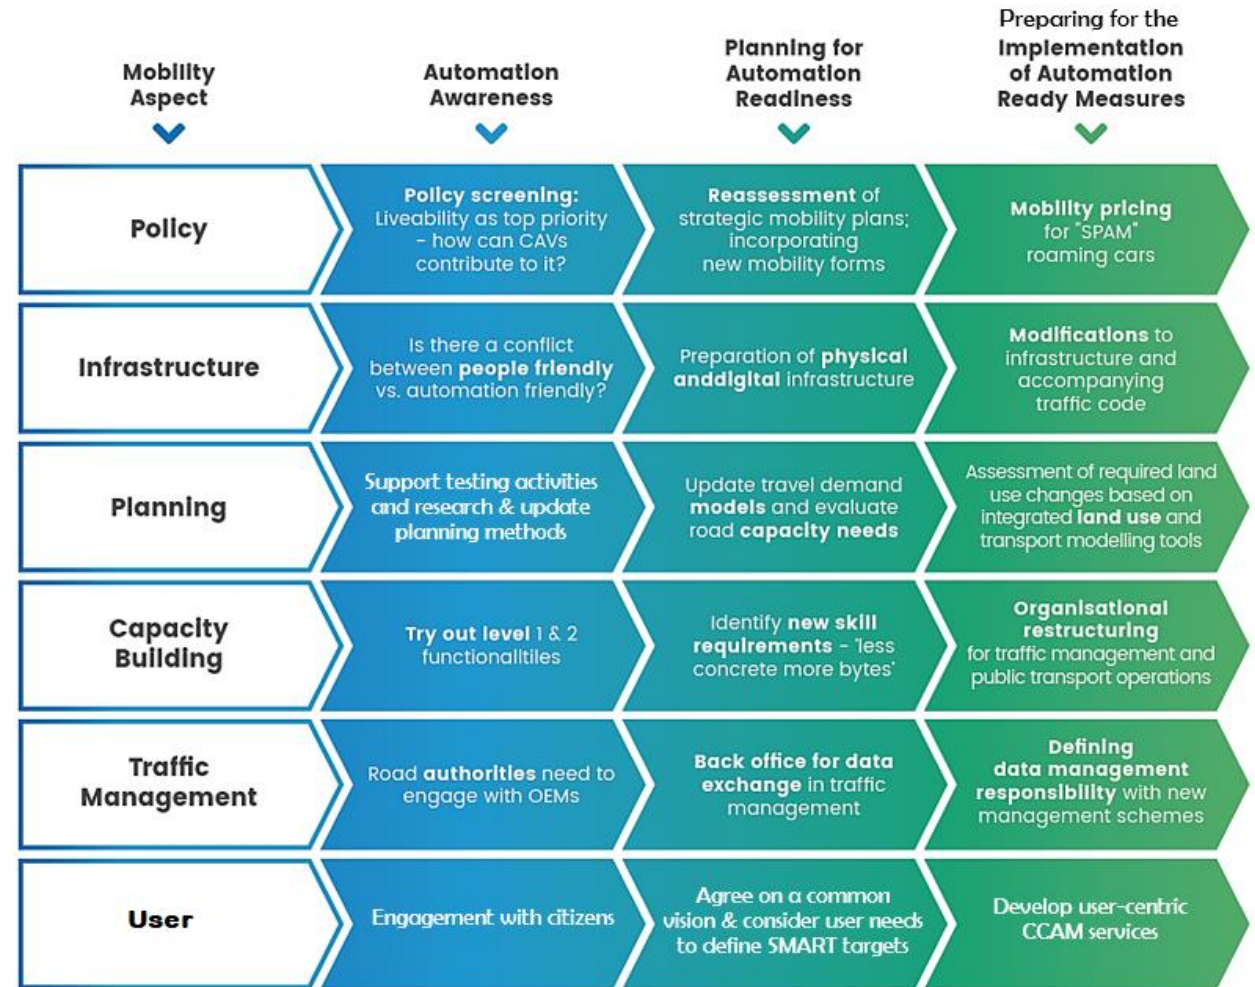 Mobility
Aspect
Automation
Awareness
Planning for
Automation
Readiness
Preparing for the
Implementation
of Automation
Ready Measures
Policy
Policy screening:
Liveability as top priority
- how can CAVs
contribute to it?
Reassessment of
strategic mobility plans;
incorporating
new mobility forms
Mobility pricing
for "SPAM"
roaming cars
Infrastructure
Is there a conflict
between people friendly
vs. automation friendly?
Preparation of physical
anddigital infrastructure
Modifications to
infrastructure and
accompanying
traffic code
Planning
Support testing activities
and research & update
planning methods
Update travel demand
models and evaluate
road capacity needs
Assessment of required land
use changes based on
integrated land use and
transport modelling tools
Capacity
Building
Try out level 1 & 2
functionalitiles
Identify new skill
requirements - 'less
concrete more bytes'
Organisational
restructuring
for traffic management and
public transport operations
Traffic
Management
Road authorities need to
engage with OEMs
Back office for data
exchange in traffic
management
Defining
data management
responsibility with new
management schemes
User
Engagement with citizens
Agree on a common
vision & consider user needs
to define SMART targets
Develop user-centric
CCAM services